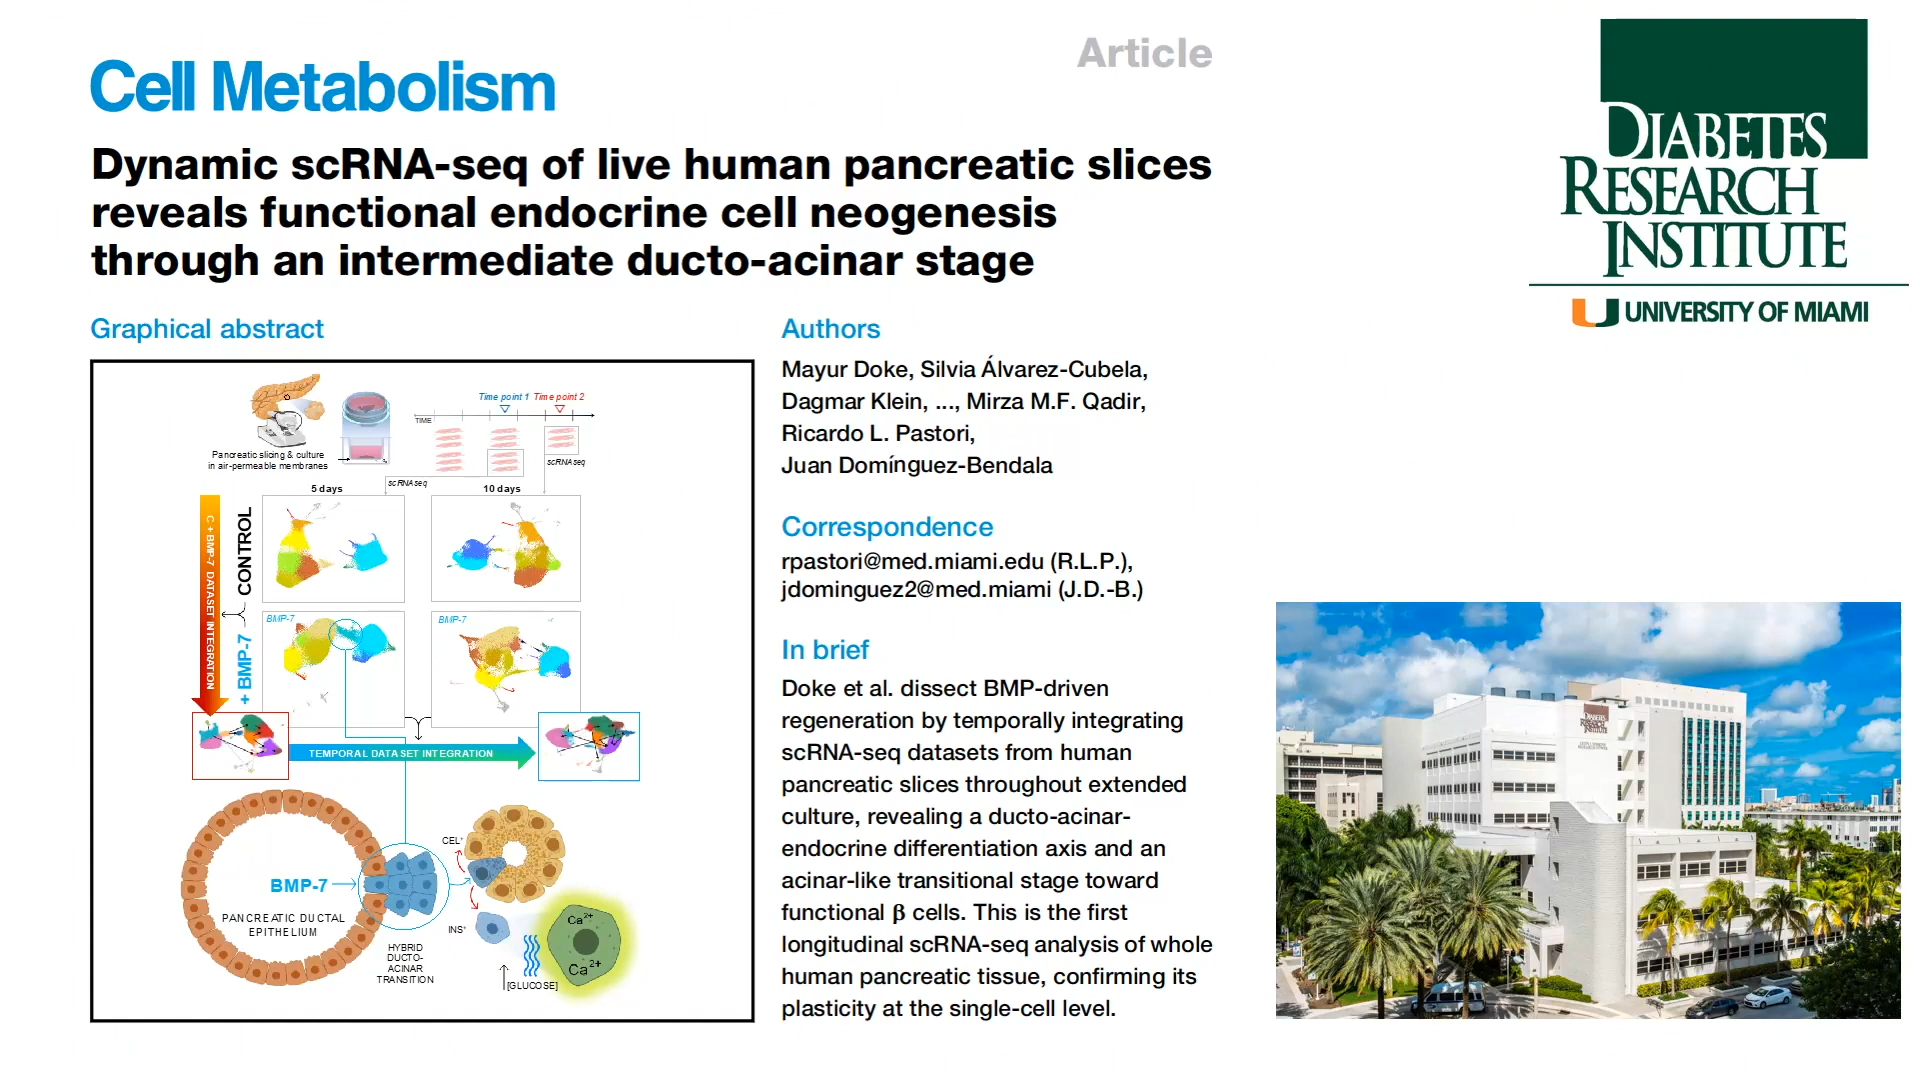 Article
Cell Metabolism
Dynamic scRNA-seq of live human pancreatic slices
reveals functional endocrine cell neogenesis
through an intermediate ducto-acinar stage
Graphical abstract
Time point 1 Time point 2
TIME
Pancreatic slicing & culture
in air-permeable membranes
scRNAseq
scRNAseq
5 days
10 days
C + BMP-7 DATASET INTEGRATION
CONTROL
+ BMP-7
BMP-7
BMP-7
TEMPORAL DATASET INTEGRATION
CEL+
BMP-7
PANCREATIC DUCTAL
EPITHELIUM
INS+
HYBRID
DUCTO-
ACINAR
TRANSITION
Ca2+
Ca2+
[GLUCOSE]
Authors
Mayur Doke, Silvia Álvarez-Cubela,
Dagmar Klein, ..., Mirza M.F. Qadir,
Ricardo L. Pastori,
Juan Domínguez-Bendala
Correspondence
rpastori@med.miami.edu (R.L.P.),
jdominguez2@med.miami (J.D.-B.)
In brief
Doke et al. dissect BMP-driven
regeneration by temporally integrating
scRNA-seq datasets from human
pancreatic slices throughout extended
culture, revealing a ducto-acinar-
endocrine differentiation axis and an
acinar-like transitional stage toward
functional β cells. This is the first
longitudinal scRNA-seq analysis of whole
human pancreatic tissue, confirming its
plasticity at the single-cell level.
DIABETES
RESEARCH
INSTITUTE
UNIVERSITY OF MIAMI
DIABETES
RESEARCH
INSTITUTE